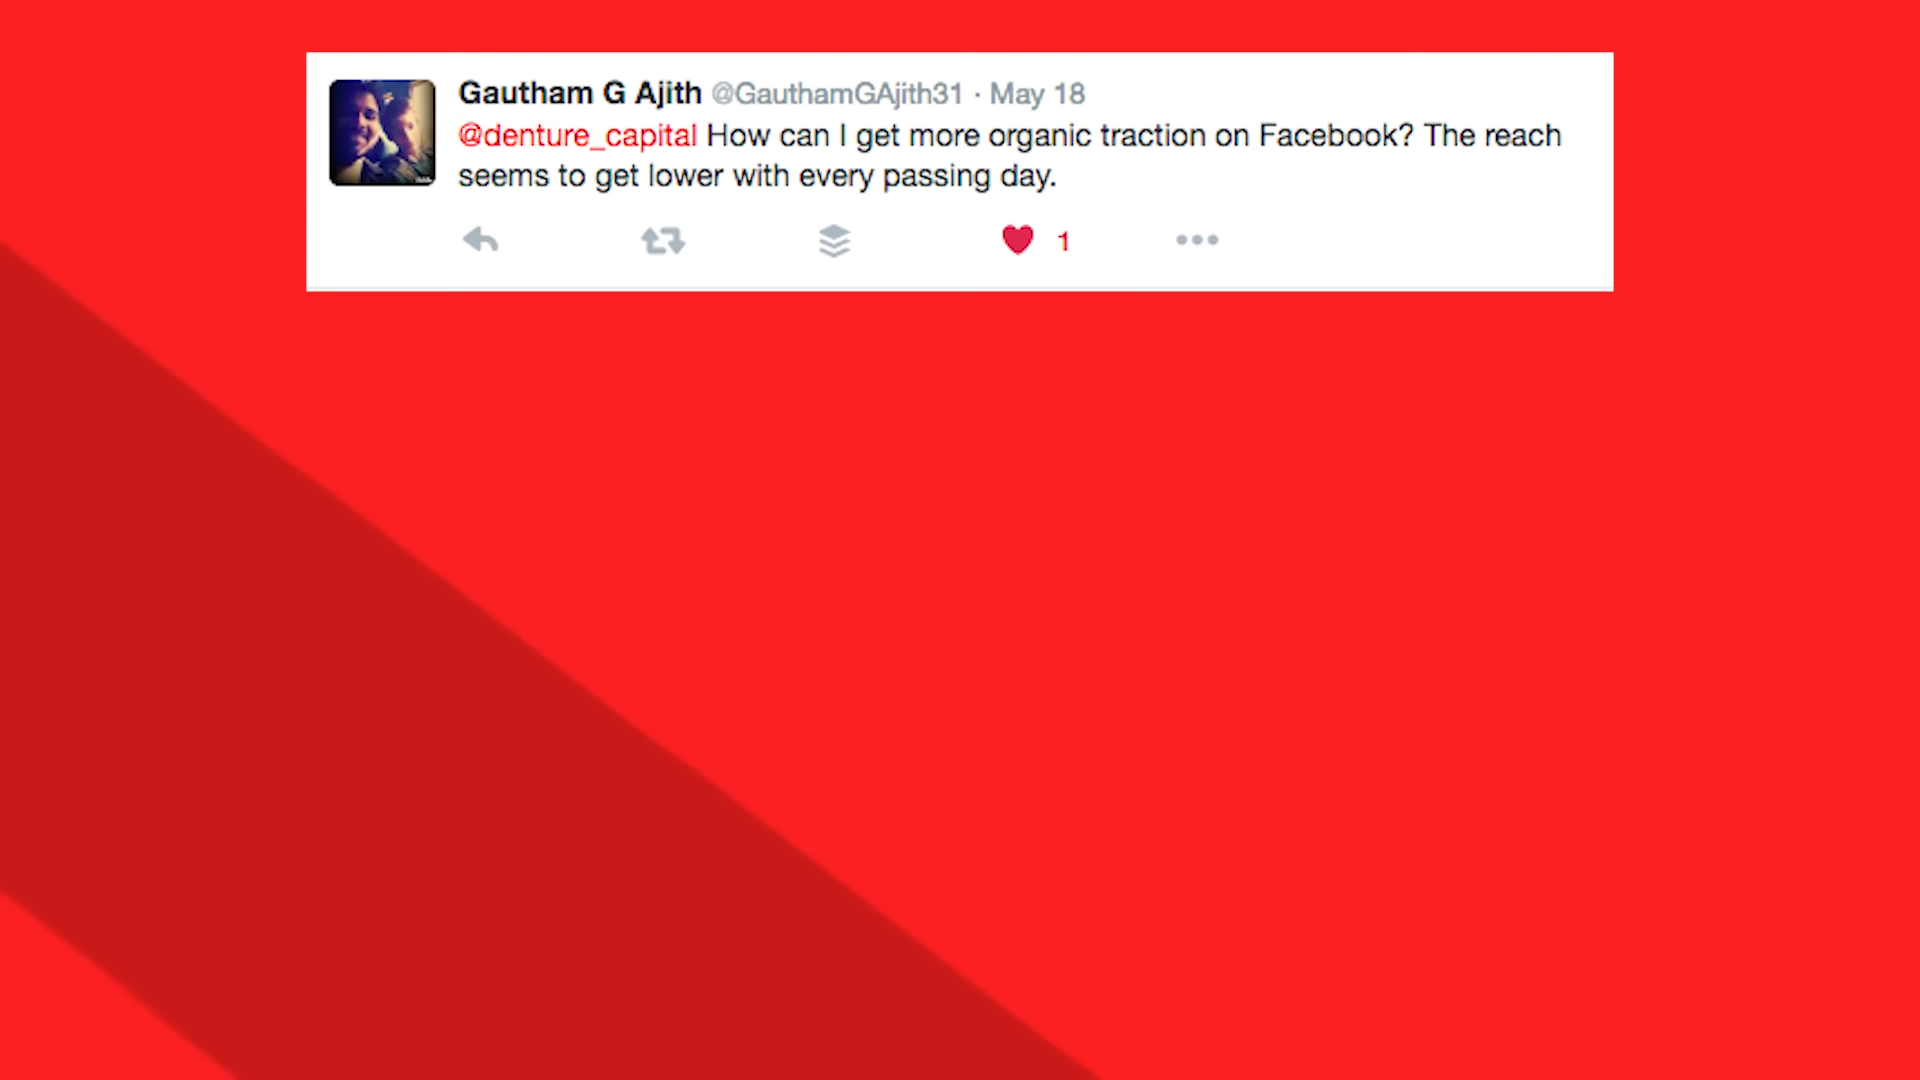 Gautham G Ajith @GauthamGAjith31 · May 18
@denture_capital How can I get more organic traction on Facebook? The reach
seems to get lower with every passing day.
1